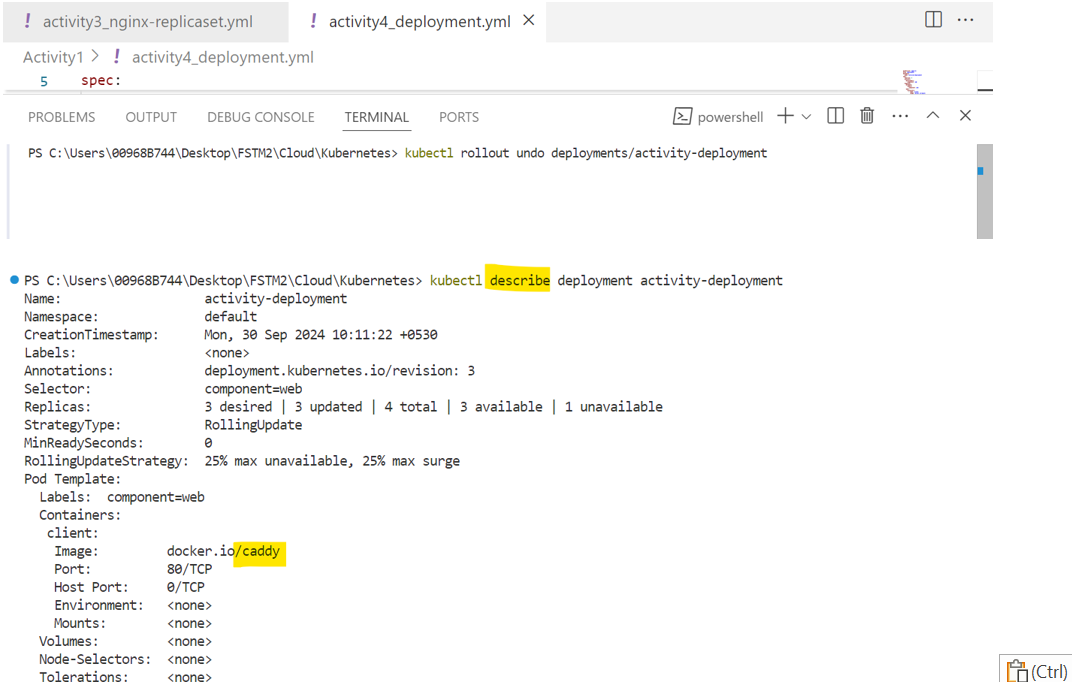 ! activity3_nginx-replicaset.yml ! activity4_deployment.yml
Activity1 > ! activity4_deployment.yml
5 spec:
PROBLEMS OUTPUT DEBUG CONSOLE TERMINAL PORTS powershell
PS C:\Users\00968B744\Desktop\FSTM2\Cloud\Kubernetes> kubectl rollout undo deployments/activity-deployment
PS C:\Users\00968B744\Desktop\FSTM2\Cloud\Kubernetes> kubectl describe deployment activity-deployment
Name: activity-deployment
Namespace: default
CreationTimestamp: Mon, 30 Sep 2024 10:11:22 +0530
Labels: <none>
Annotations: deployment.kubernetes.io/revision: 3
Selector: component=web
Replicas: 3 desired | 3 updated | 4 total | 3 available | 1 unavailable
StrategyType: RollingUpdate
MinReadySeconds: 0
RollingUpdateStrategy: 25% max unavailable, 25% max surge
Pod Template:
Labels: component=web
Containers:
client:
Image: docker.io/caddy
Port: 80/TCP
Host Port: 0/TCP
Environment: <none>
Mounts: <none>
Volumes: <none>
Node-Selectors: <none>
Tolerations: <none>
(Ctrl)